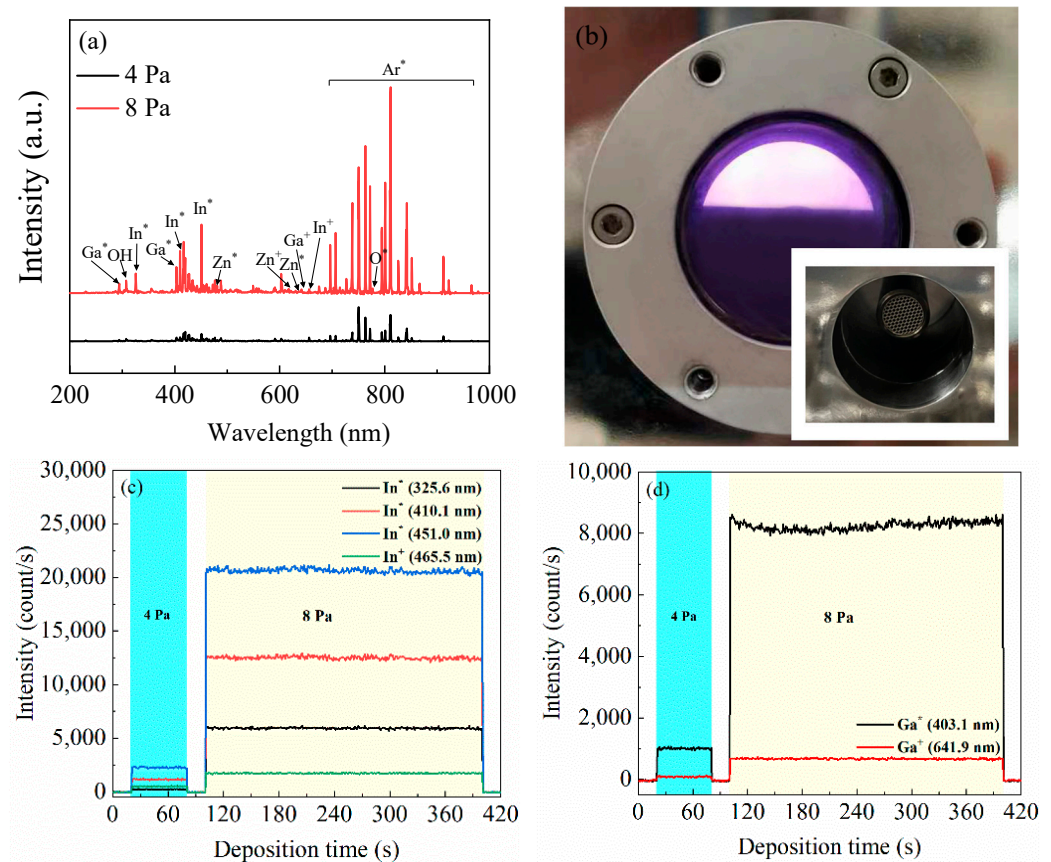 (a)
4 Pa
8 Pa
Intensity (a.u.)
Ga* OH In* Ga* In* In* Zn* Zn⁺ Zn* Ga⁺ In⁺ O*
Ar*
200 400 600 800 1000
Wavelength (nm)
(b)
(c)
In* (325.6 nm)
In* (410.1 nm)
In* (451.0 nm)
In⁺ (465.5 nm)
4 Pa
8 Pa
Intensity (count/s)
30,000
25,000
20,000
15,000
10,000
5,000
0
0 60 120 180 240 300 360 420
Deposition time (s)
(d)
4 Pa
8 Pa
Ga* (403.1 nm)
Ga⁺ (641.9 nm)
Intensity (count/s)
10,000
8,000
6,000
4,000
2,000
0
0 60 120 180 240 300 360 420
Deposition time (s)